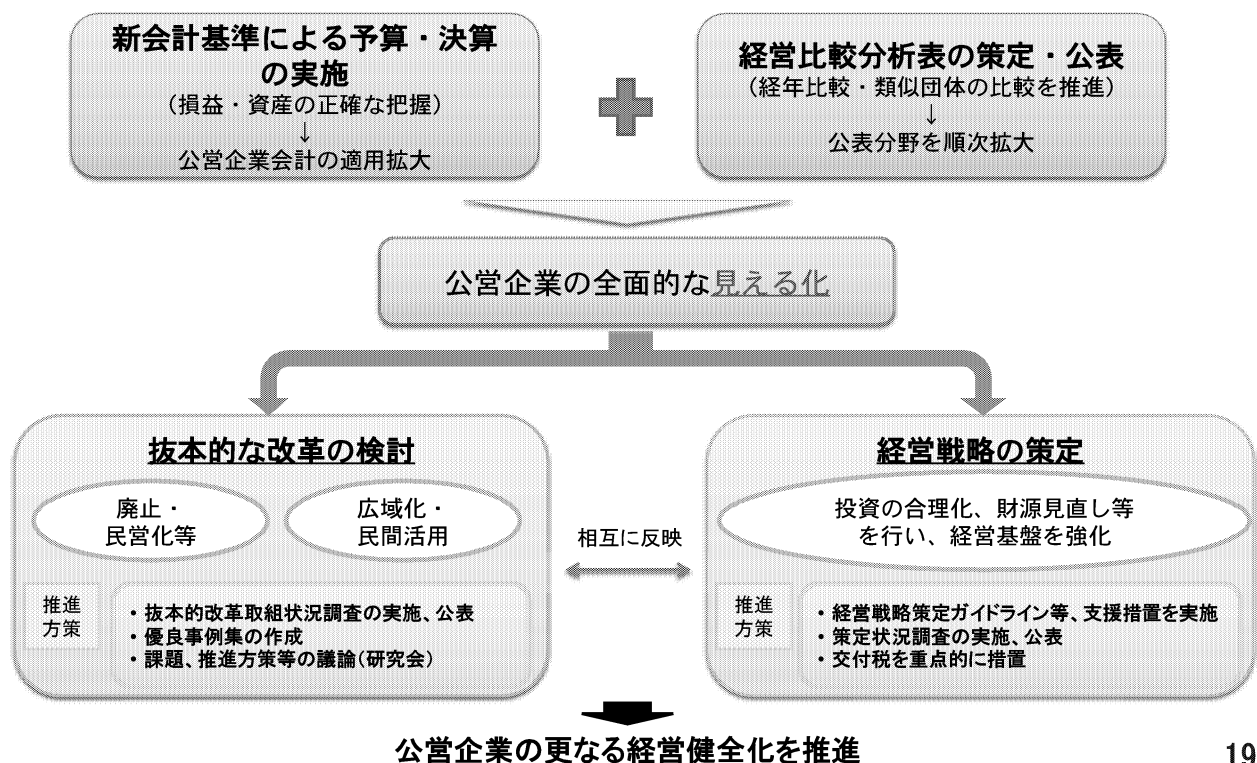 新会計基準による予算・決算
の実施
（損益・資産の正確な把握）
↓
公営企業会計の適用拡大
経営比較分析表の策定・公表
（経年比較・類似団体の比較を推進）
↓
公表分野を順次拡大
公営企業の全面的な見える化
抜本的な改革の検討
廃止・
民営化等
広域化・
民間活用
推進
方策
・抜本的改革取組状況調査の実施、公表
・優良事例集の作成
・課題、推進方策等の議論（研究会）
相互に反映
経営戦略の策定
投資の合理化、財源見直し等
を行い、経営基盤を強化
推進
方策
・経営戦略策定ガイドライン等、支援措置を実施
・策定状況調査の実施、公表
・交付税を重点的に措置
公営企業の更なる経営健全化を推進
19